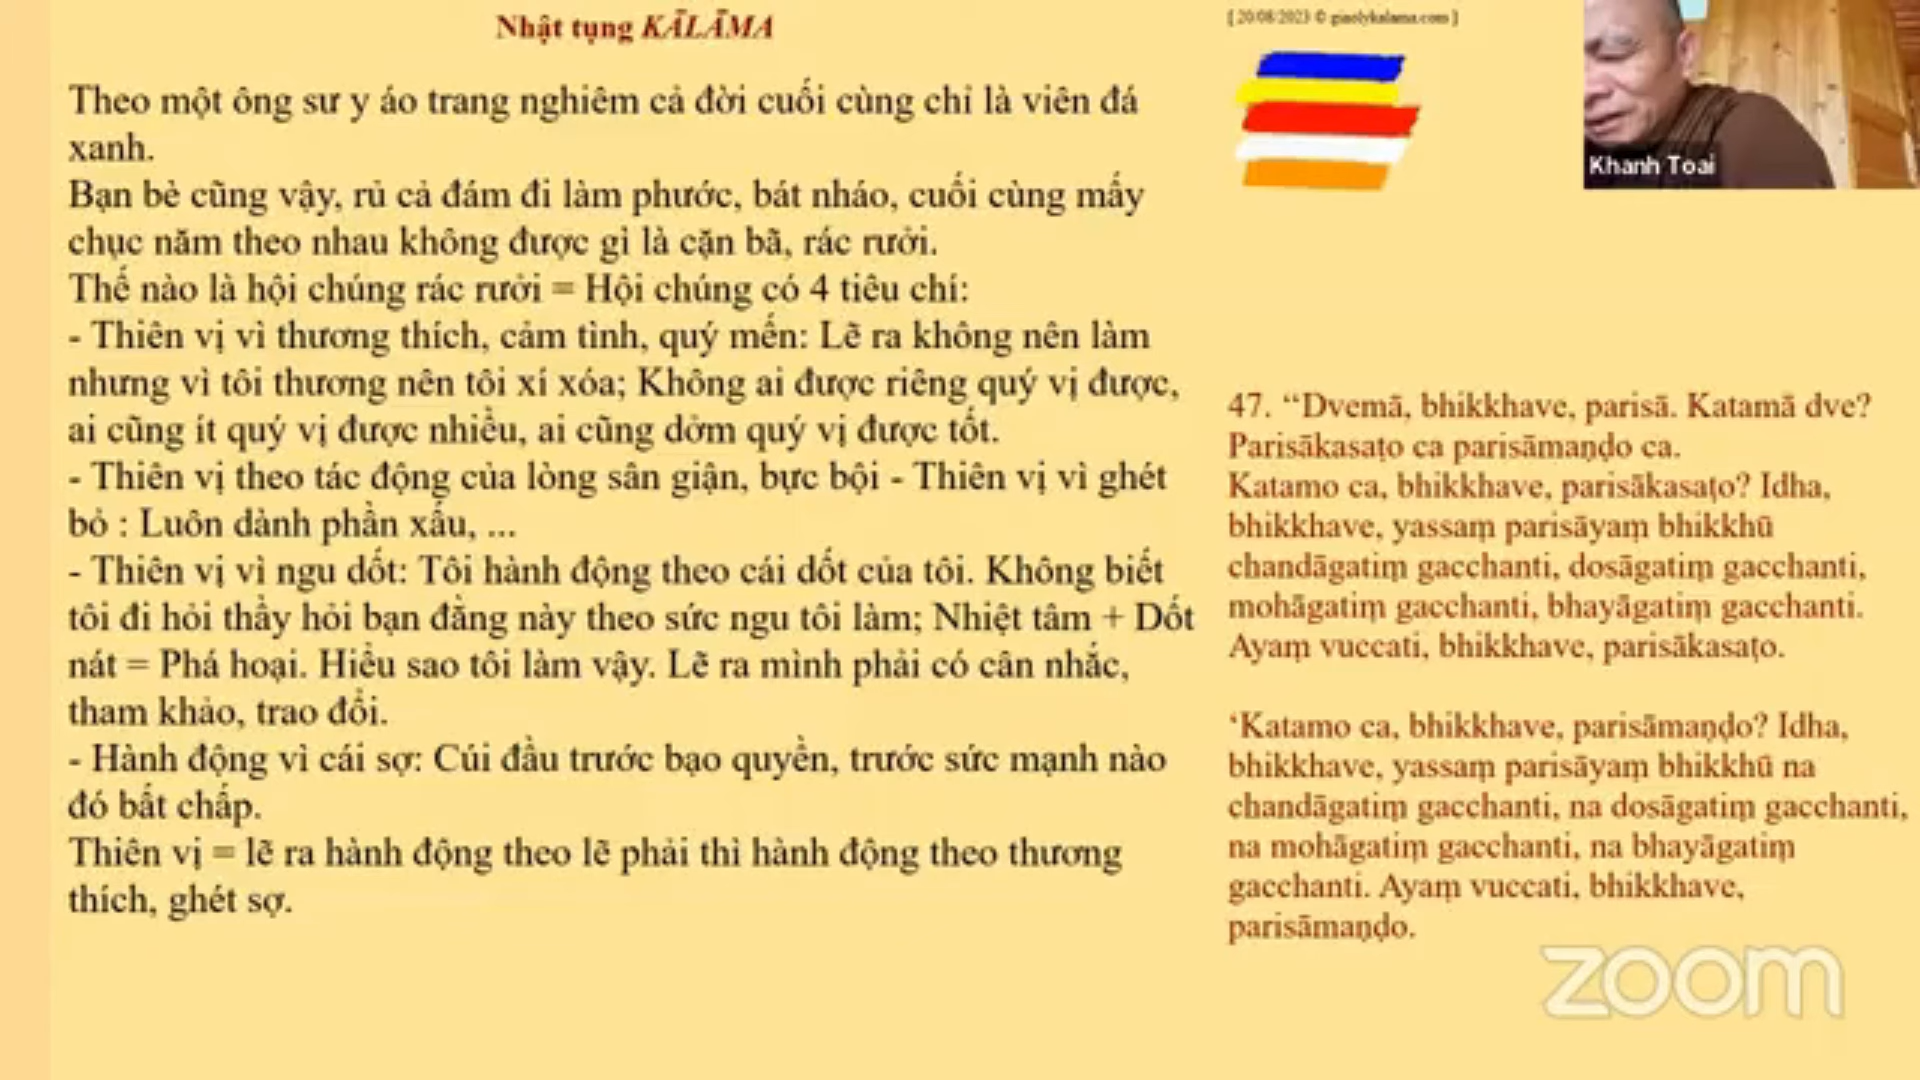 Nhật tụng KĀLĀMA
[ 20/08/2023 © giaolykalama.com ]
Khanh Toai
Theo một ông sư y áo trang nghiêm cả đời cuối cùng chỉ là viên đá
xanh.
Bạn bè cũng vậy, rủ cả đám đi làm phước, bát nháo, cuối cùng mấy
chục năm theo nhau không được gì là cặn bã, rác rưởi.
Thế nào là hội chúng rác rưởi = Hội chúng có 4 tiêu chí:
- Thiên vị vì thương thích, cảm tình, quý mến: Lẽ ra không nên làm
nhưng vì tôi thương nên tôi xí xóa; Không ai được riêng quý vị được,
ai cũng ít quý vị được nhiều, ai cũng dởm quý vị được tốt.
- Thiên vị theo tác động của lòng sân giận, bực bội - Thiên vị vì ghét
bỏ : Luôn dành phần xấu, ...
- Thiên vị vì ngu dốt: Tôi hành động theo cái dốt của tôi. Không biết
tôi đi hỏi thầy hỏi bạn đằng này theo sức ngu tôi làm; Nhiệt tâm + Dốt
nát = Phá hoại. Hiểu sao tôi làm vậy. Lẽ ra mình phải có cân nhắc,
tham khảo, trao đổi.
- Hành động vì cái sợ: Cúi đầu trước bạo quyền, trước sức mạnh nào
đó bất chấp.
Thiên vị = lẽ ra hành động theo lẽ phải thì hành động theo thương
thích, ghét sợ.
47. “Dvemā, bhikkhave, parisā. Katamā dve?
Parisākasaṭo ca parisāmaṇḍo ca.
Katamo ca, bhikkhave, parisākasaṭo? Idha,
bhikkhave, yassaṃ parisāyaṃ bhikkhū
chandāgatiṃ gacchanti, dosāgatiṃ gacchanti,
mohāgatiṃ gacchanti, bhayāgatiṃ gacchanti.
Ayaṃ vuccati, bhikkhave, parisākasaṭo.
‘Katamo ca, bhikkhave, parisāmaṇḍo? Idha,
bhikkhave, yassaṃ parisāyaṃ bhikkhū na
chandāgatiṃ gacchanti, na dosāgatiṃ gacchanti,
na mohāgatiṃ gacchanti, na bhayāgatiṃ
gacchanti. Ayaṃ vuccati, bhikkhave,
parisāmaṇḍo.
zoom